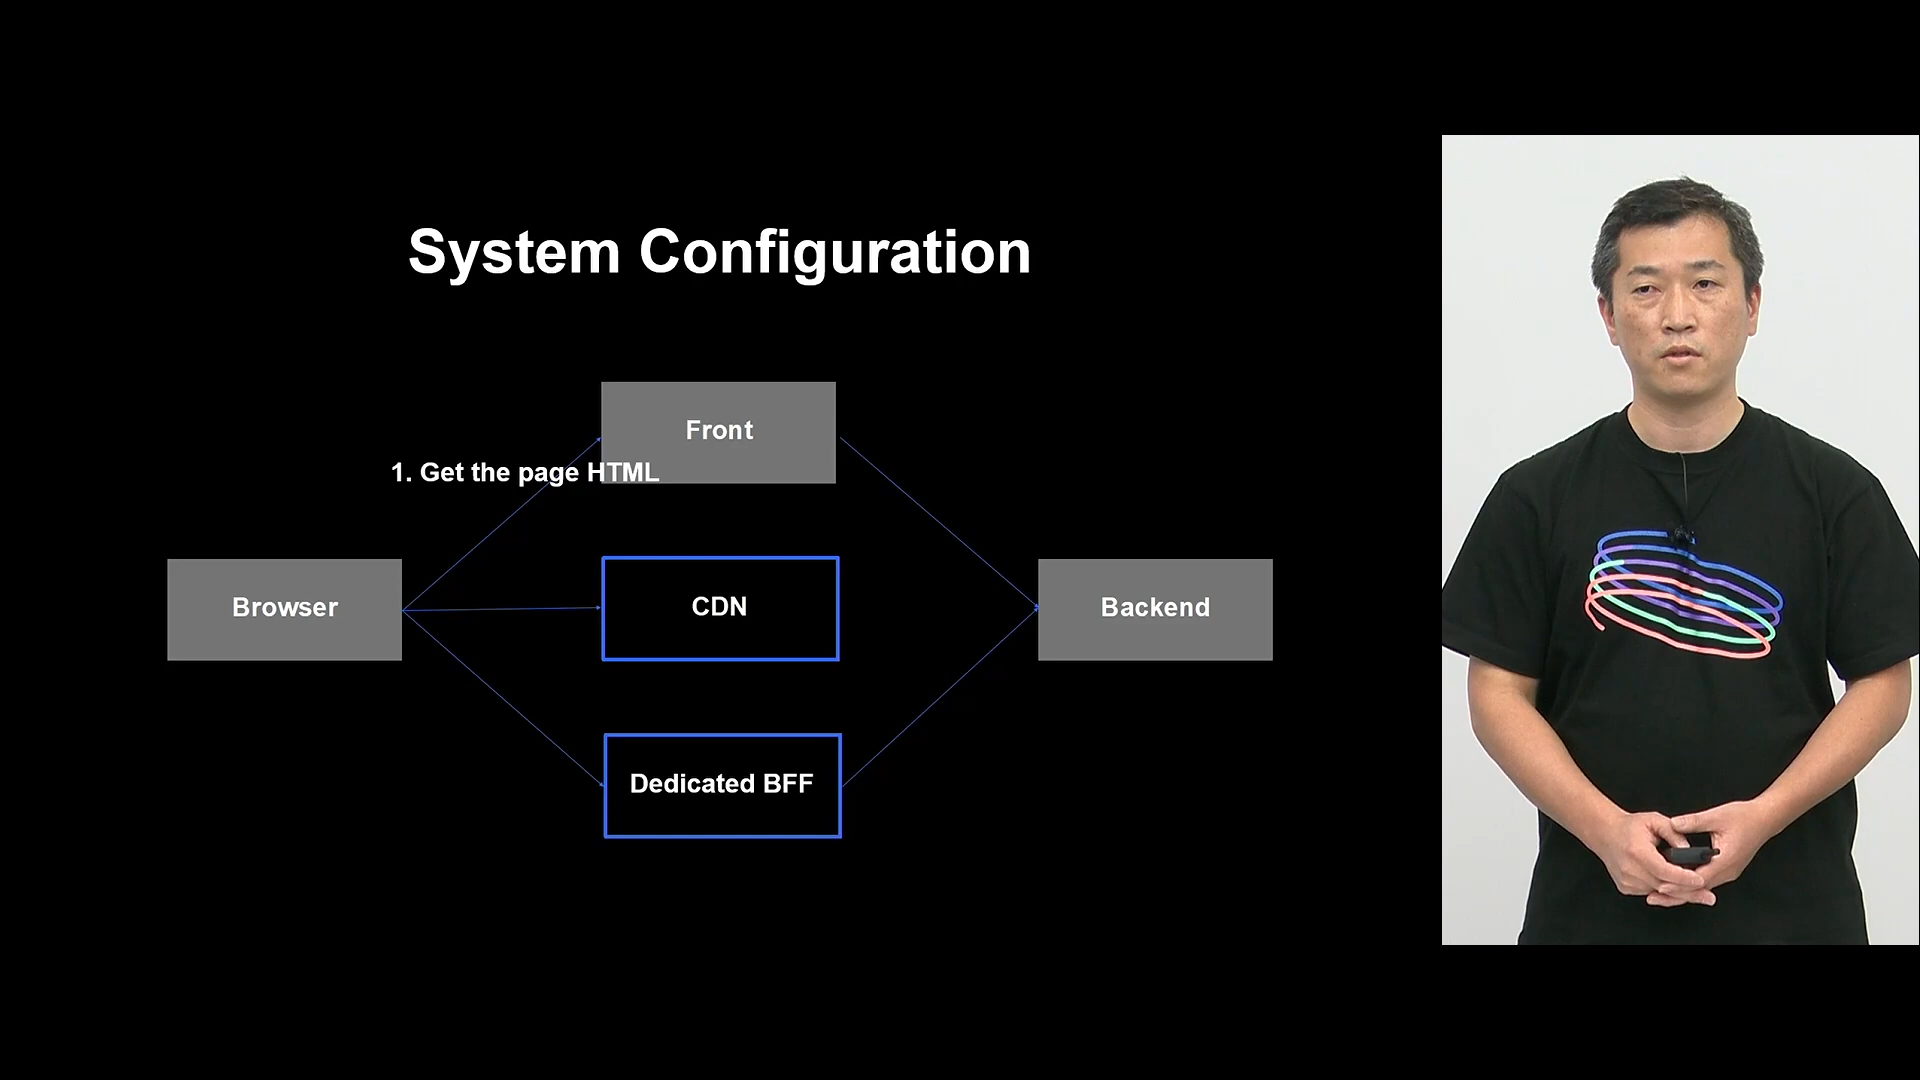 System Configuration
Front
1. Get the page HTML
Browser
CDN
Backend
Dedicated BFF